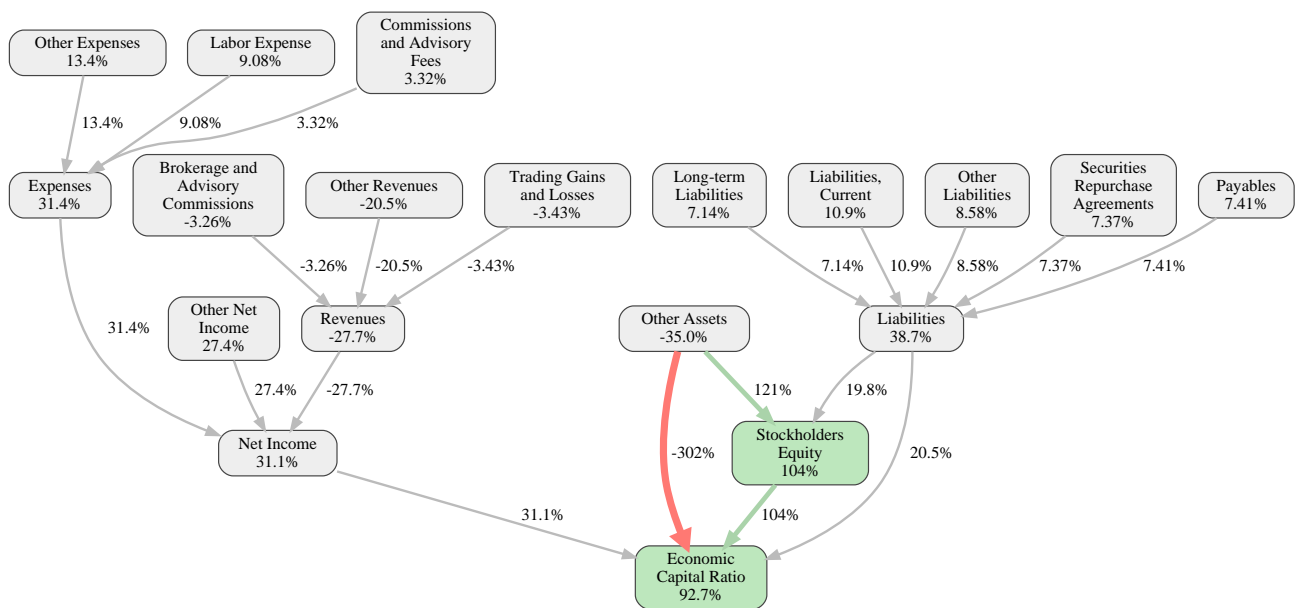 Other Expenses
13.4%
Labor Expense
9.08%
Commissions
and Advisory
Fees
3.32%
13.4%
9.08%
3.32%
Expenses
31.4%
Brokerage and
Advisory
Commissions
-3.26%
Other Revenues
-20.5%
Trading Gains
and Losses
-3.43%
Long-term
Liabilities
7.14%
Liabilities,
Current
10.9%
Other
Liabilities
8.58%
Securities
Repurchase
Agreements
7.37%
Payables
7.41%
-3.26%
-20.5%
-3.43%
7.14%
10.9%
8.58%
7.37%
7.41%
31.4%
Other Net
Income
27.4%
Revenues
-27.7%
Other Assets
-35.0%
Liabilities
38.7%
27.4%
-27.7%
121%
19.8%
Net Income
31.1%
-302%
Stockholders
Equity
104%
20.5%
31.1%
104%
Economic
Capital Ratio
92.7%